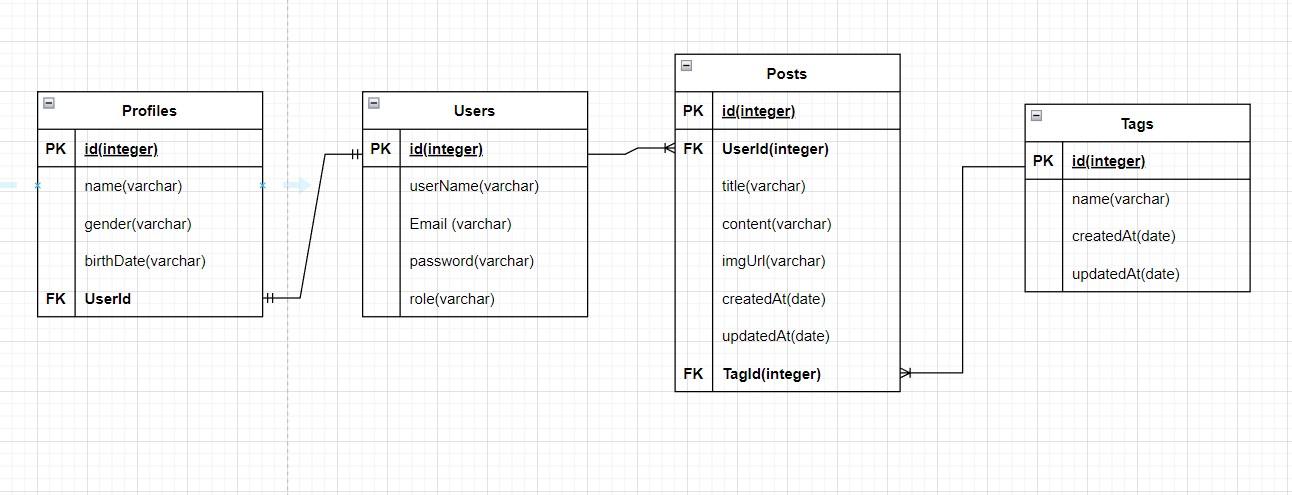 Profiles
PK id(integer)
name(varchar)
gender(varchar)
birthDate(varchar)
FK UserId
Users
PK id(integer)
userName(varchar)
Email (varchar)
password(varchar)
role(varchar)
Posts
PK id(integer)
FK UserId(integer)
title(varchar)
content(varchar)
imgUrl(varchar)
createdAt(date)
updatedAt(date)
FK TagId(integer)
Tags
PK id(integer)
name(varchar)
createdAt(date)
updatedAt(date)